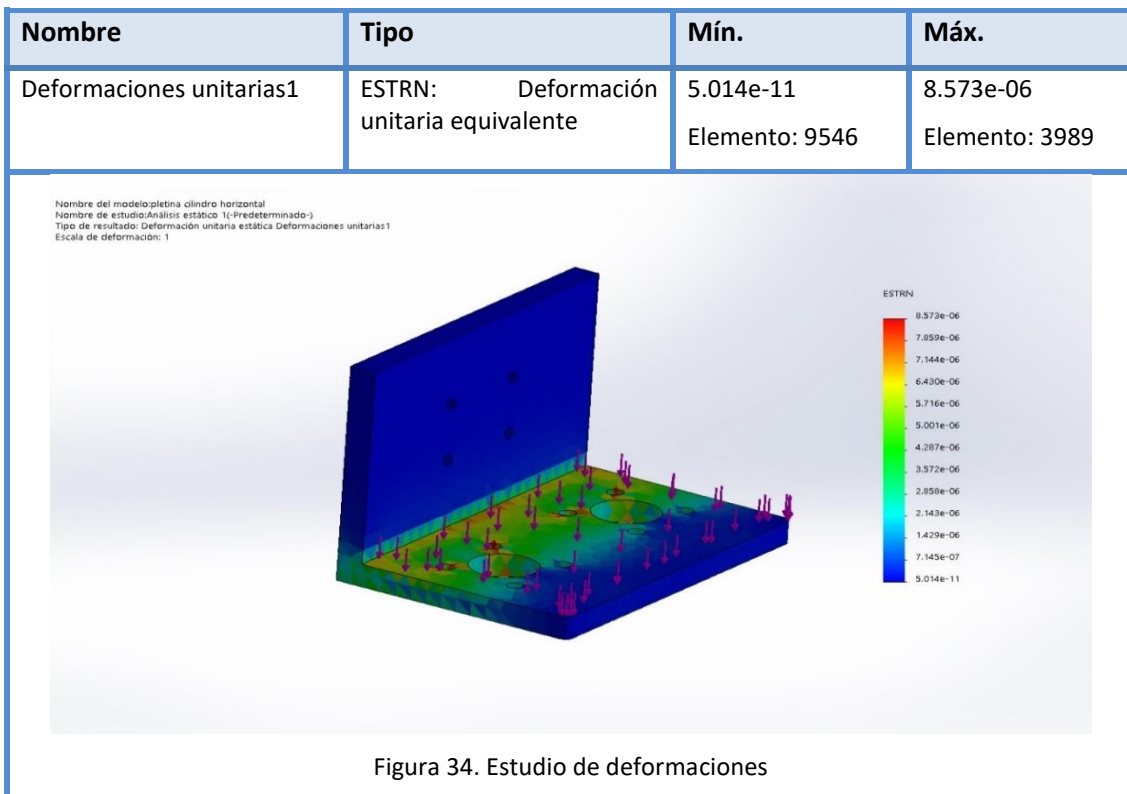 Nombre Tipo Mín. Máx.
Deformaciones unitarias1 ESTRN: Deformación 5.014e-11 8.573e-06
unitaria equivalente Elemento: 9546 Elemento: 3989
Nombre del modelo:pletina cilindro horizontal
Nombre de estudio:Análisis estático 1(-Predeterminado-)
Tipo de resultado: Deformación unitaria estática Deformaciones unitarias1
Escala de deformación: 1
ESTRN
8.573e-06
7.859e-06
7.144e-06
6.430e-06
5.716e-06
5.001e-06
4.287e-06
3.572e-06
2.858e-06
2.143e-06
1.429e-06
7.145e-07
5.014e-11
Figura 34. Estudio de deformaciones